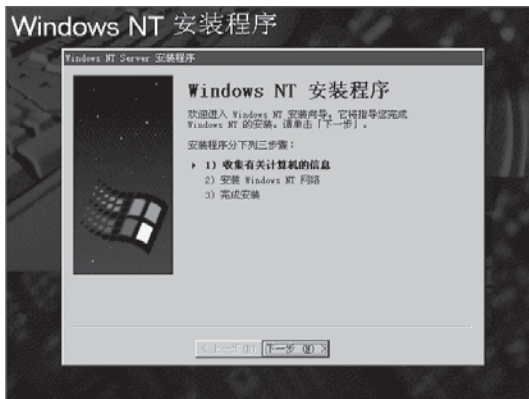 Windows NT 安装程序
Windows NT Server 安装程序
Windows NT 安装程序
欢迎进入 Windows NT 安装向导。它将指导您完成
Windows NT 的安装。请单击「下一步」。
安装程序分下列三步骤：
1) 收集有关计算机的信息
2) 安装 Windows NT 网络
3) 完成安装
< 上一步(B) 下一步 (N) >